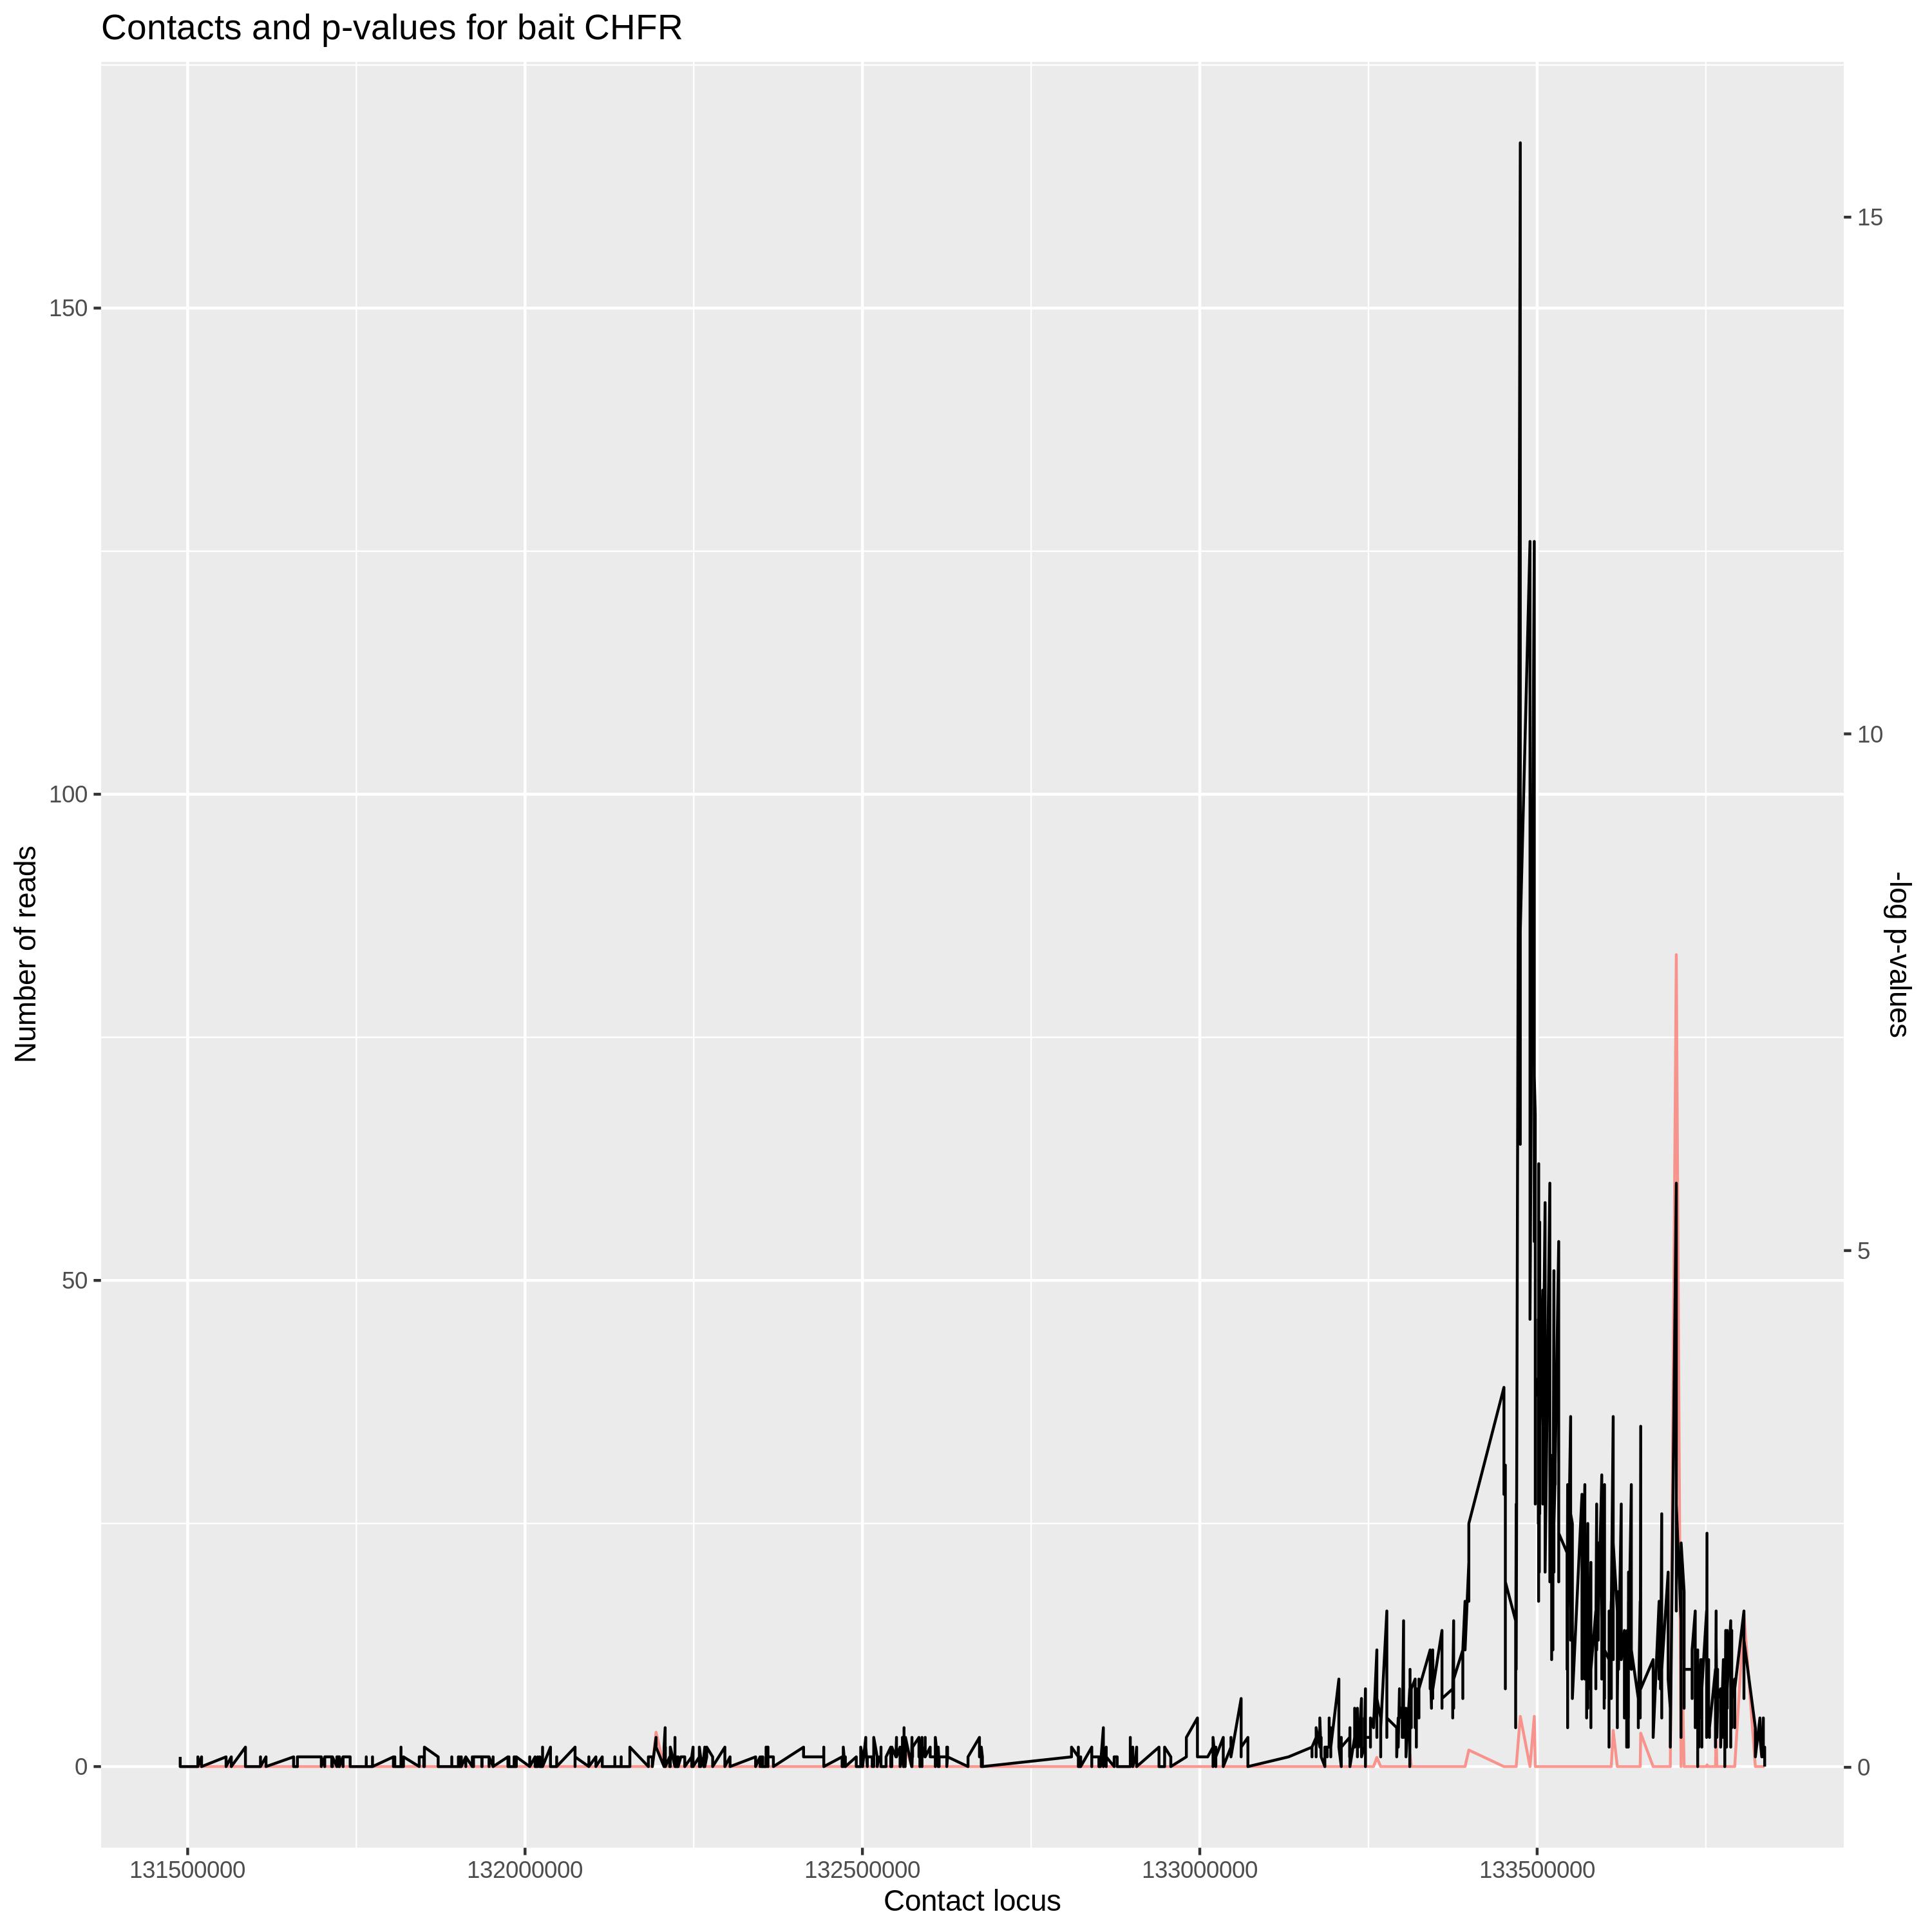 Contacts and p-values for bait CHFR
Number of reads
150
100
50
0
15
10
5
0
-log p-values
131500000 132000000 132500000 133000000 133500000
Contact locus